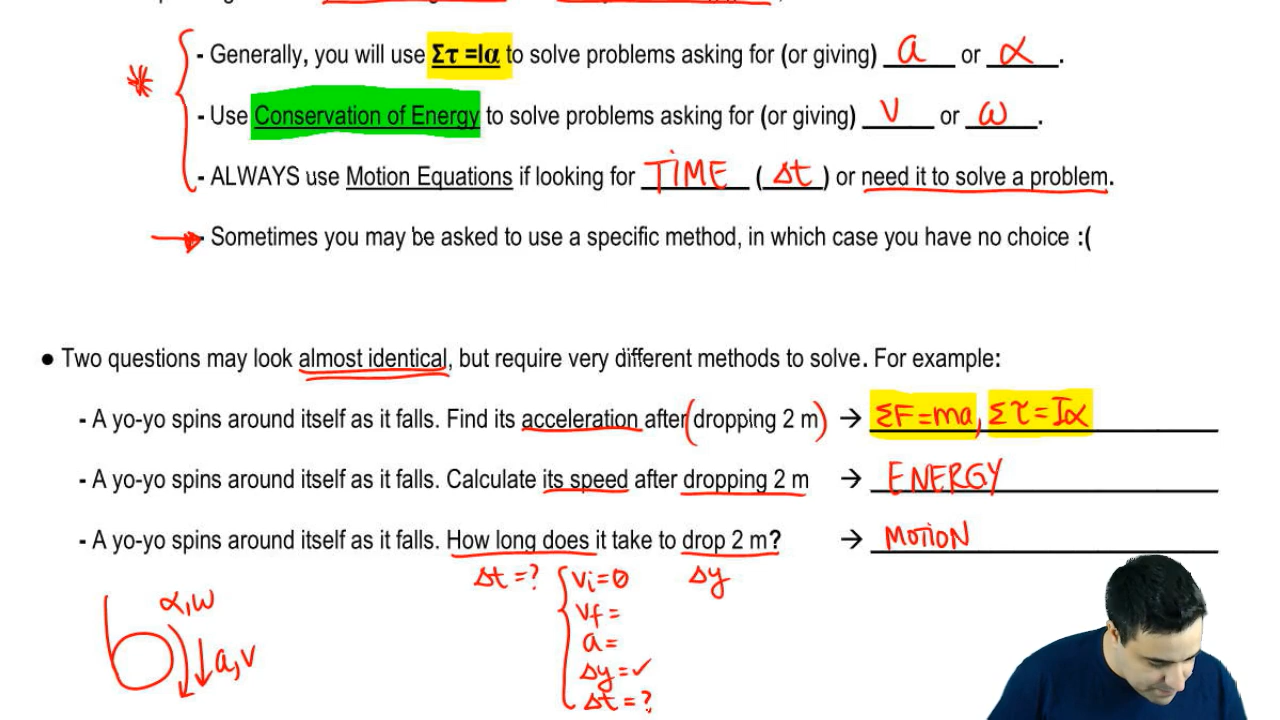 - Generally, you will use Στ =Iα to solve problems asking for (or giving) a or α.
* - Use Conservation of Energy to solve problems asking for (or giving) v or ω.
- ALWAYS use Motion Equations if looking for TIME (Δt) or need it to solve a problem.
- Sometimes you may be asked to use a specific method, in which case you have no choice :(
● Two questions may look almost identical, but require very different methods to solve. For example:
- A yo-yo spins around itself as it falls. Find its acceleration after (dropping 2 m) → ΣF=ma, Στ=Iα
- A yo-yo spins around itself as it falls. Calculate its speed after dropping 2 m → ENERGY
- A yo-yo spins around itself as it falls. How long does it take to drop 2 m? → MOTION
Δt=? Vi=0 Δy
α,ω Vf=
a=
a,v Δy=✓
Δt=?